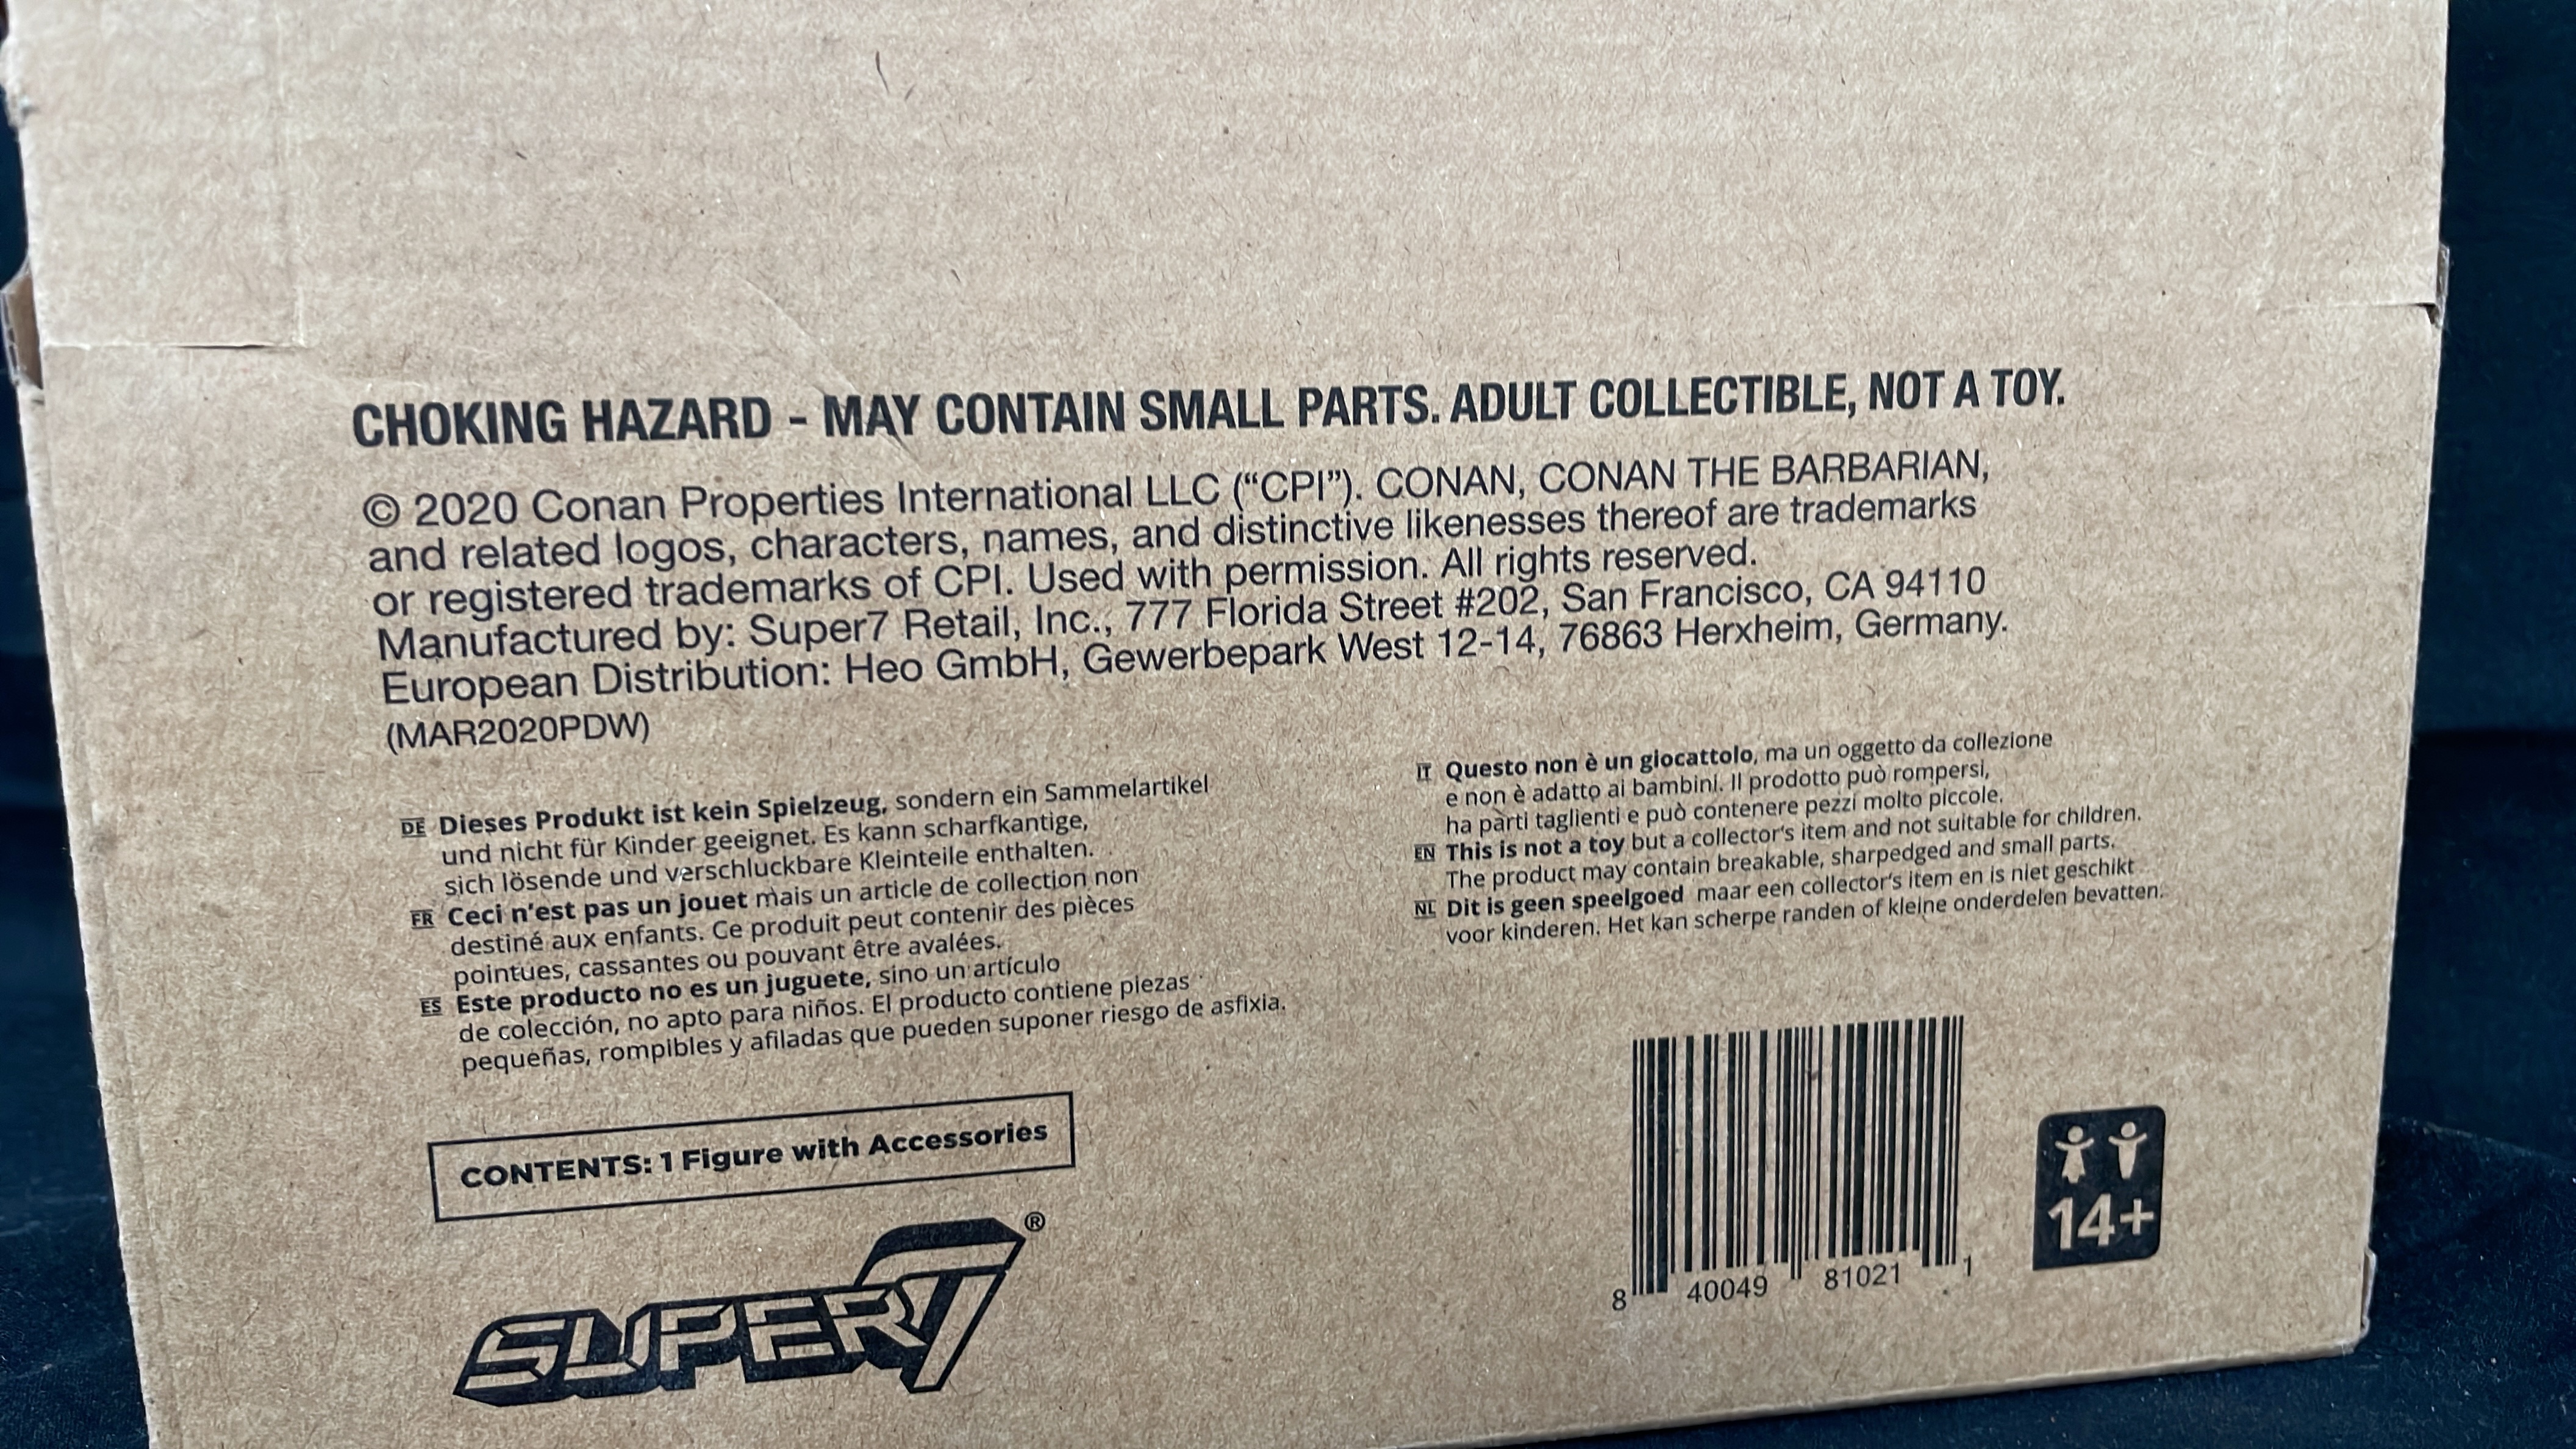 CHOKING HAZARD - MAY CONTAIN SMALL PARTS. ADULT COLLECTIBLE, NOT A TOY.
© 2020 Conan Properties International LLC (“CPI”). CONAN, CONAN THE BARBARIAN,
and related logos, characters, names, and distinctive likenesses thereof are trademarks
or registered trademarks of CPI. Used with permission. All rights reserved.
Manufactured by: Super7 Retail, Inc., 777 Florida Street #202, San Francisco, CA 94110
European Distribution: Heo GmbH, Gewerbepark West 12-14, 76863 Herxheim, Germany.
(MAR2020PDW)
DE Dieses Produkt ist kein Spielzeug, sondern ein Sammelartikel
und nicht für Kinder geeignet. Es kann scharfkantige,
sich lösende und verschluckbare Kleinteile enthalten.
FR Ceci n’est pas un jouet mais un article de collection non
destiné aux enfants. Ce produit peut contenir des pièces
pointues, cassantes ou pouvant être avalées.
ES Este producto no es un juguete, sino un artículo
de colección, no apto para niños. El producto contiene piezas
pequeñas, rompibles y afiladas que pueden suponer riesgo de asfixia.
IT Questo non è un giocattolo, ma un oggetto da collezione
e non è adatto ai bambini. Il prodotto può rompersi,
ha parti taglienti e può contenere pezzi molto piccole.
EN This is not a toy but a collector’s item and not suitable for children.
The product may contain breakable, sharpedged and small parts.
NL Dit is geen speelgoed maar een collector’s item en is niet geschikt
voor kinderen. Het kan scherpe randen of kleine onderdelen bevatten.
CONTENTS: 1 Figure with Accessories
SUPER7®
8 40049 81021 1
14+